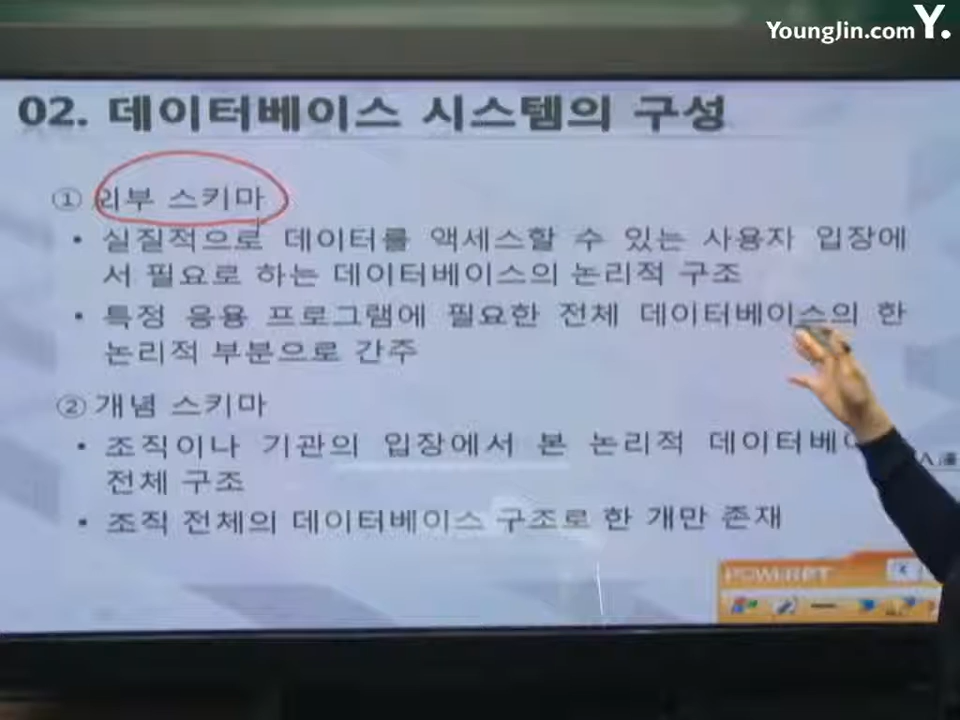 YoungJin.com Y.
02. 데이터베이스 시스템의 구성
① 외부 스키마
• 실질적으로 데이터를 액세스할 수 있는 사용자 입장에
서 필요로 하는 데이터베이스의 논리적 구조
• 특정 응용 프로그램에 필요한 전체 데이터베이스의 한
논리적 부분으로 간주
② 개념 스키마
• 조직이나 기관의 입장에서 본 논리적 데이터베이
전체 구조
• 조직 전체의 데이터베이스 구조로 한 개만 존재